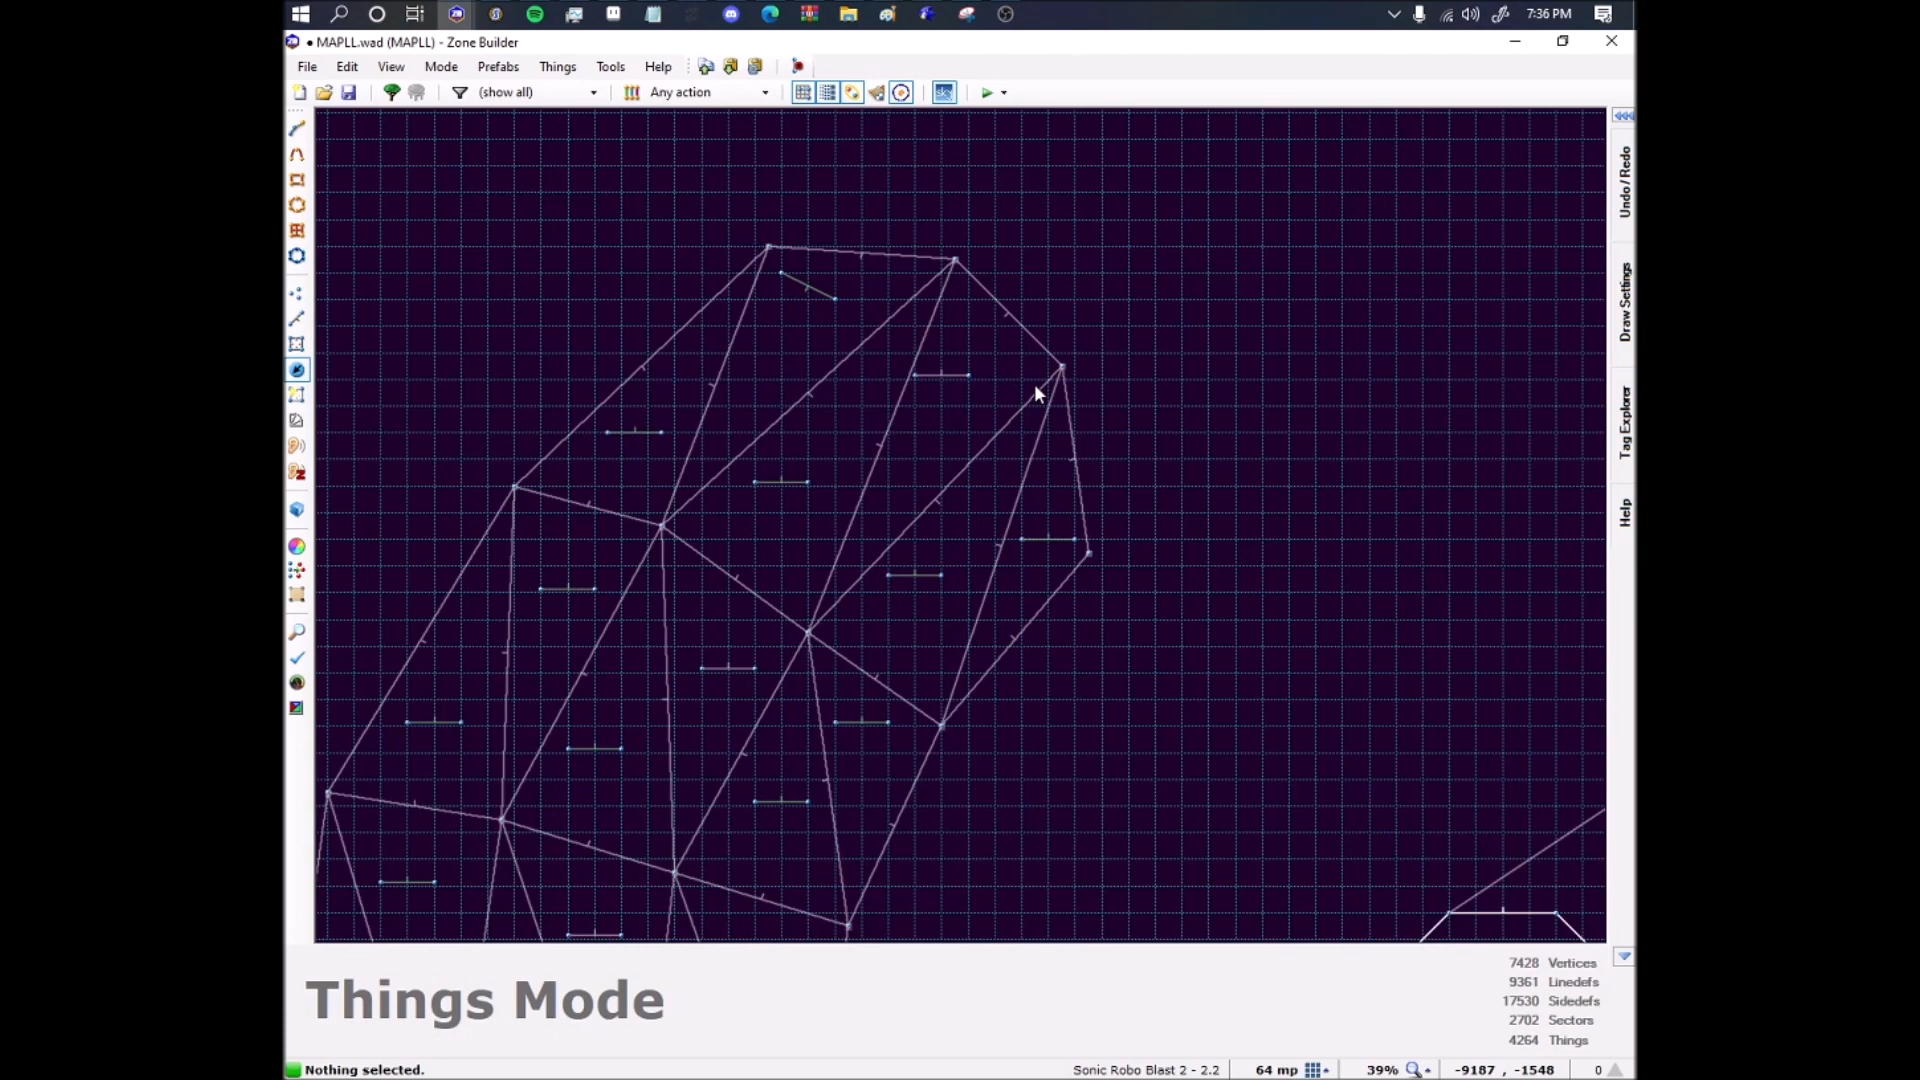 7:36 PM
• MAPLL.wad (MAPLL) - Zone Builder
File Edit View Mode Prefabs Things Tools Help
(show all) Any action sky
Undo / Redo
Draw Settings
Tag Explorer
Help
Things Mode
7428 Vertices
9361 Linedefs
17530 Sidedefs
2702 Sectors
4264 Things
Nothing selected. Sonic Robo Blast 2 - 2.2 64 mp 39% -9187 , -1548 0